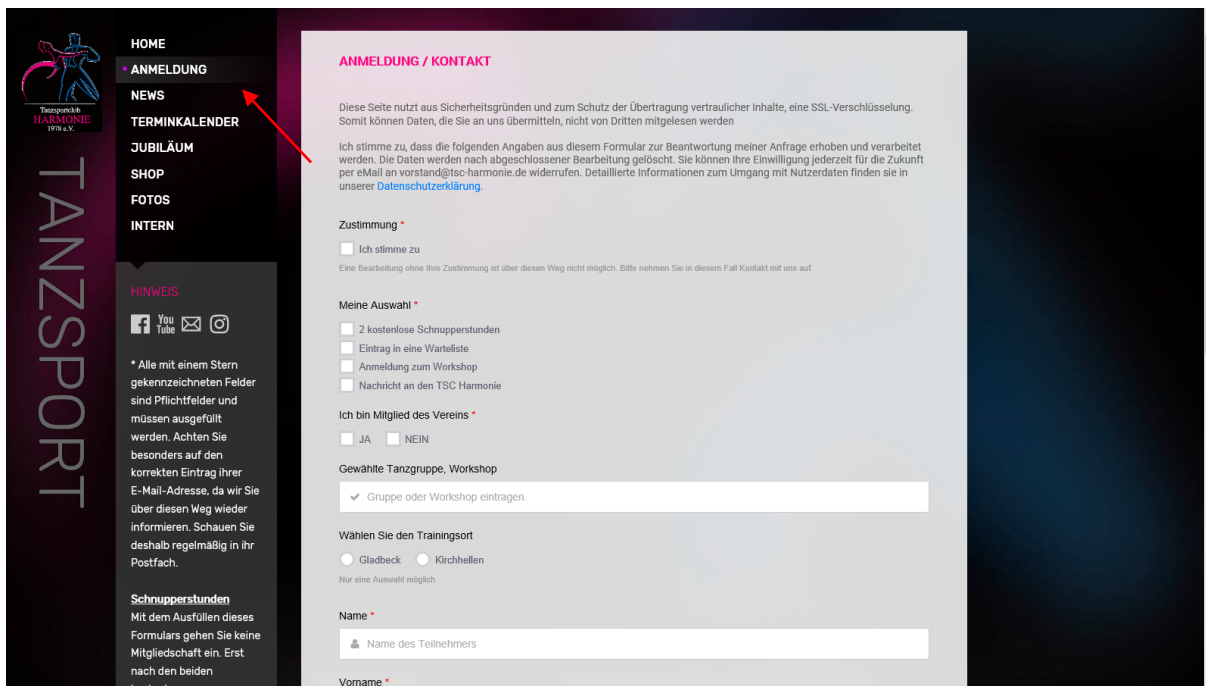 Tanzsportclub
HARMONIE
1978 e.V.
TANZSPORT
HOME
ANMELDUNG
NEWS
TERMINKALENDER
JUBILÄUM
SHOP
FOTOS
INTERN
HINWEIS
You
Tube
* Alle mit einem Stern
gekennzeichneten Felder
sind Pflichtfelder und
müssen ausgefüllt
werden. Achten Sie
besonders auf den
korrekten Eintrag ihrer
E-Mail-Adresse, da wir Sie
über diesen Weg wieder
informieren. Schauen Sie
deshalb regelmäßig in ihr
Postfach.
Schnupperstunden
Mit dem Ausfüllen dieses
Formulars gehen Sie keine
Mitgliedschaft ein. Erst
nach den beiden
ANMELDUNG / KONTAKT
Diese Seite nutzt aus Sicherheitsgründen und zum Schutz der Übertragung vertraulicher Inhalte, eine SSL-Verschlüsselung.
Somit können Daten, die Sie an uns übermitteln, nicht von Dritten mitgelesen werden
Ich stimme zu, dass die folgenden Angaben aus diesem Formular zur Beantwortung meiner Anfrage erhoben und verarbeitet
werden. Die Daten werden nach abgeschlossener Bearbeitung gelöscht. Sie können Ihre Einwilligung jederzeit für die Zukunft
per eMail an vorstand@tsc-harmonie.de widerrufen. Detaillierte Informationen zum Umgang mit Nutzerdaten finden sie in
unserer Datenschutzerklärung.
Zustimmung *
Ich stimme zu
Eine Bearbeitung ohne Ihre Zustimmung ist über diesen Weg nicht möglich. Bitte nehmen Sie in diesem Fall Kontakt mit uns auf.
Meine Auswahl *
2 kostenlose Schnupperstunden
Eintrag in eine Warteliste
Anmeldung zum Workshop
Nachricht an den TSC Harmonie
Ich bin Mitglied des Vereins *
JA NEIN
Gewählte Tanzgruppe, Workshop
Gruppe oder Workshop eintragen.
Wählen Sie den Trainingsort
Gladbeck Kirchhellen
Nur eine Auswahl möglich
Name *
Name des Teilnehmers
Vorname *